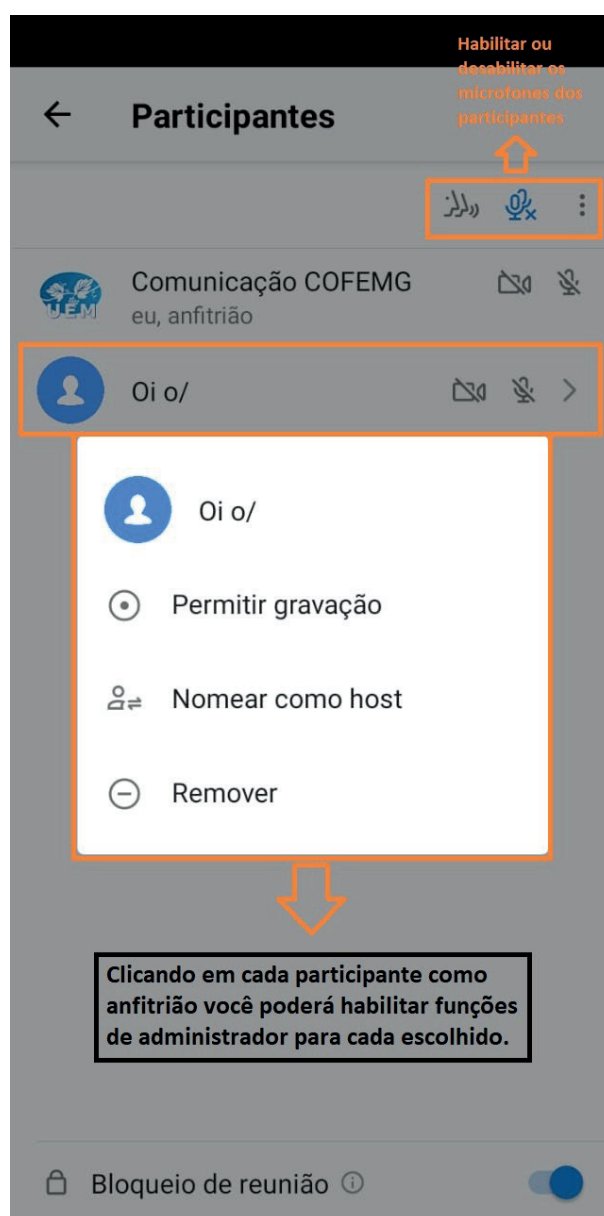 Habilitar ou
desabilitar os
microfones dos
participantes
Participantes
Comunicação COFEMG
UEM
eu, anfitrião
Oi o/
Oi o/
Permitir gravação
Nomear como host
Remover
Clicando em cada participante como
anfitrião você poderá habilitar funções
de administrador para cada escolhido.
Bloqueio de reunião